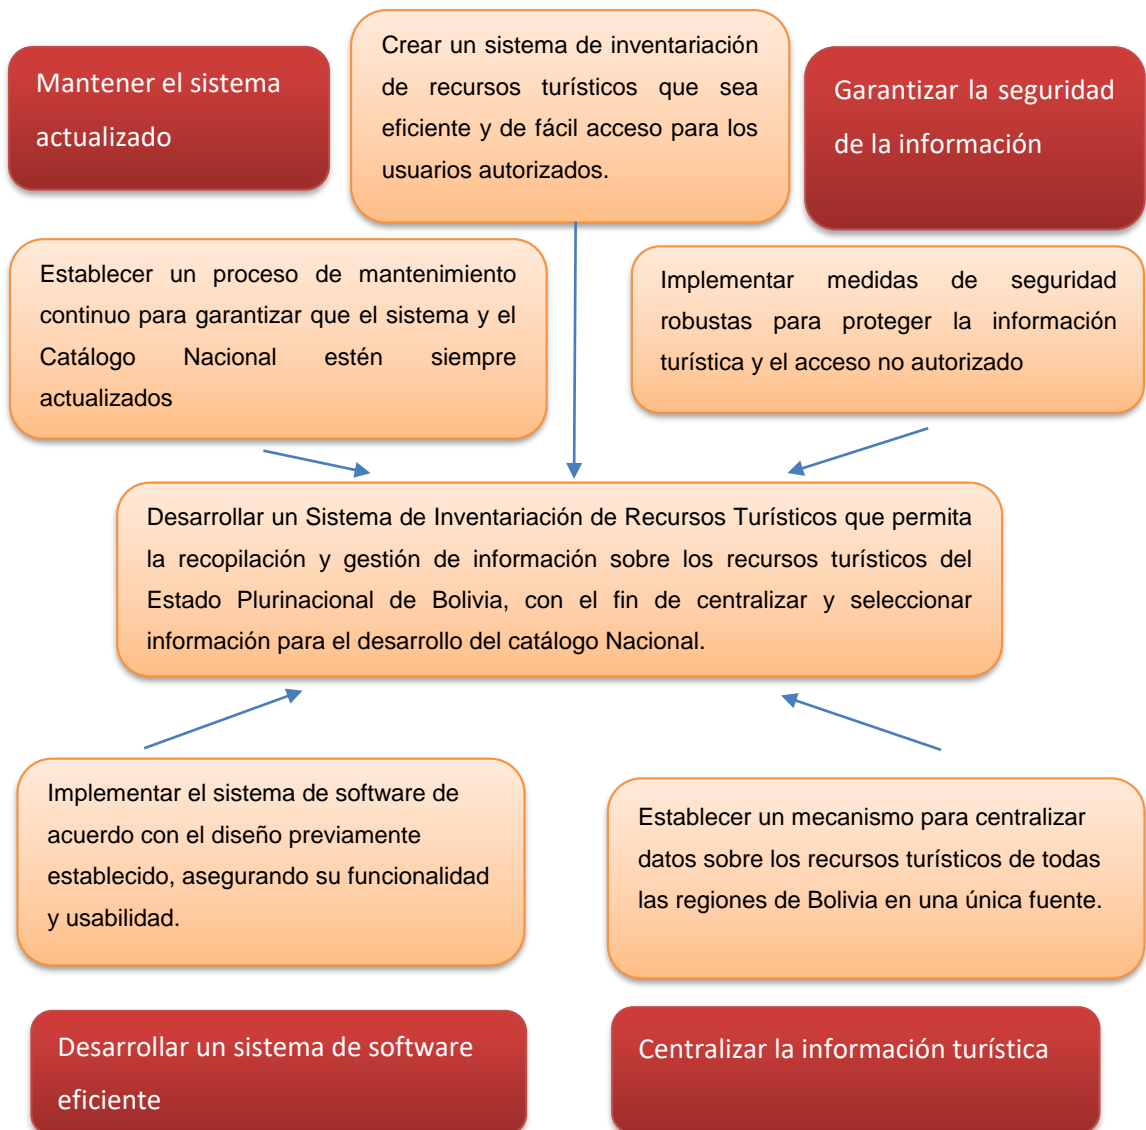 Mantener el sistema
actualizado
Crear un sistema de inventariación
de recursos turísticos que sea
eficiente y de fácil acceso para los
usuarios autorizados.
Garantizar la seguridad
de la información
Establecer un proceso de mantenimiento
continuo para garantizar que el sistema y el
Catálogo Nacional estén siempre
actualizados
Implementar medidas de seguridad
robustas para proteger la información
turística y el acceso no autorizado
Desarrollar un Sistema de Inventariación de Recursos Turísticos que permita
la recopilación y gestión de información sobre los recursos turísticos del
Estado Plurinacional de Bolivia, con el fin de centralizar y seleccionar
información para el desarrollo del catálogo Nacional.
Implementar el sistema de software de
acuerdo con el diseño previamente
establecido, asegurando su funcionalidad
y usabilidad.
Establecer un mecanismo para centralizar
datos sobre los recursos turísticos de todas
las regiones de Bolivia en una única fuente.
Desarrollar un sistema de software
eficiente
Centralizar la información turística